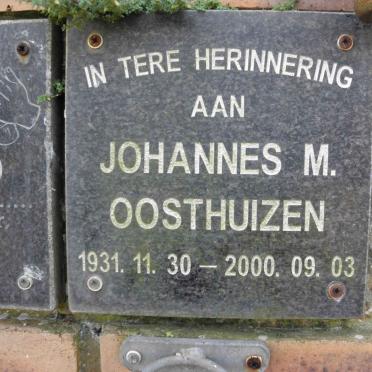 IN TERE HERINNERING
AAN
JOHANNES M.
OOSTHUIZEN
1931. 11. 30 – 2000. 09. 03